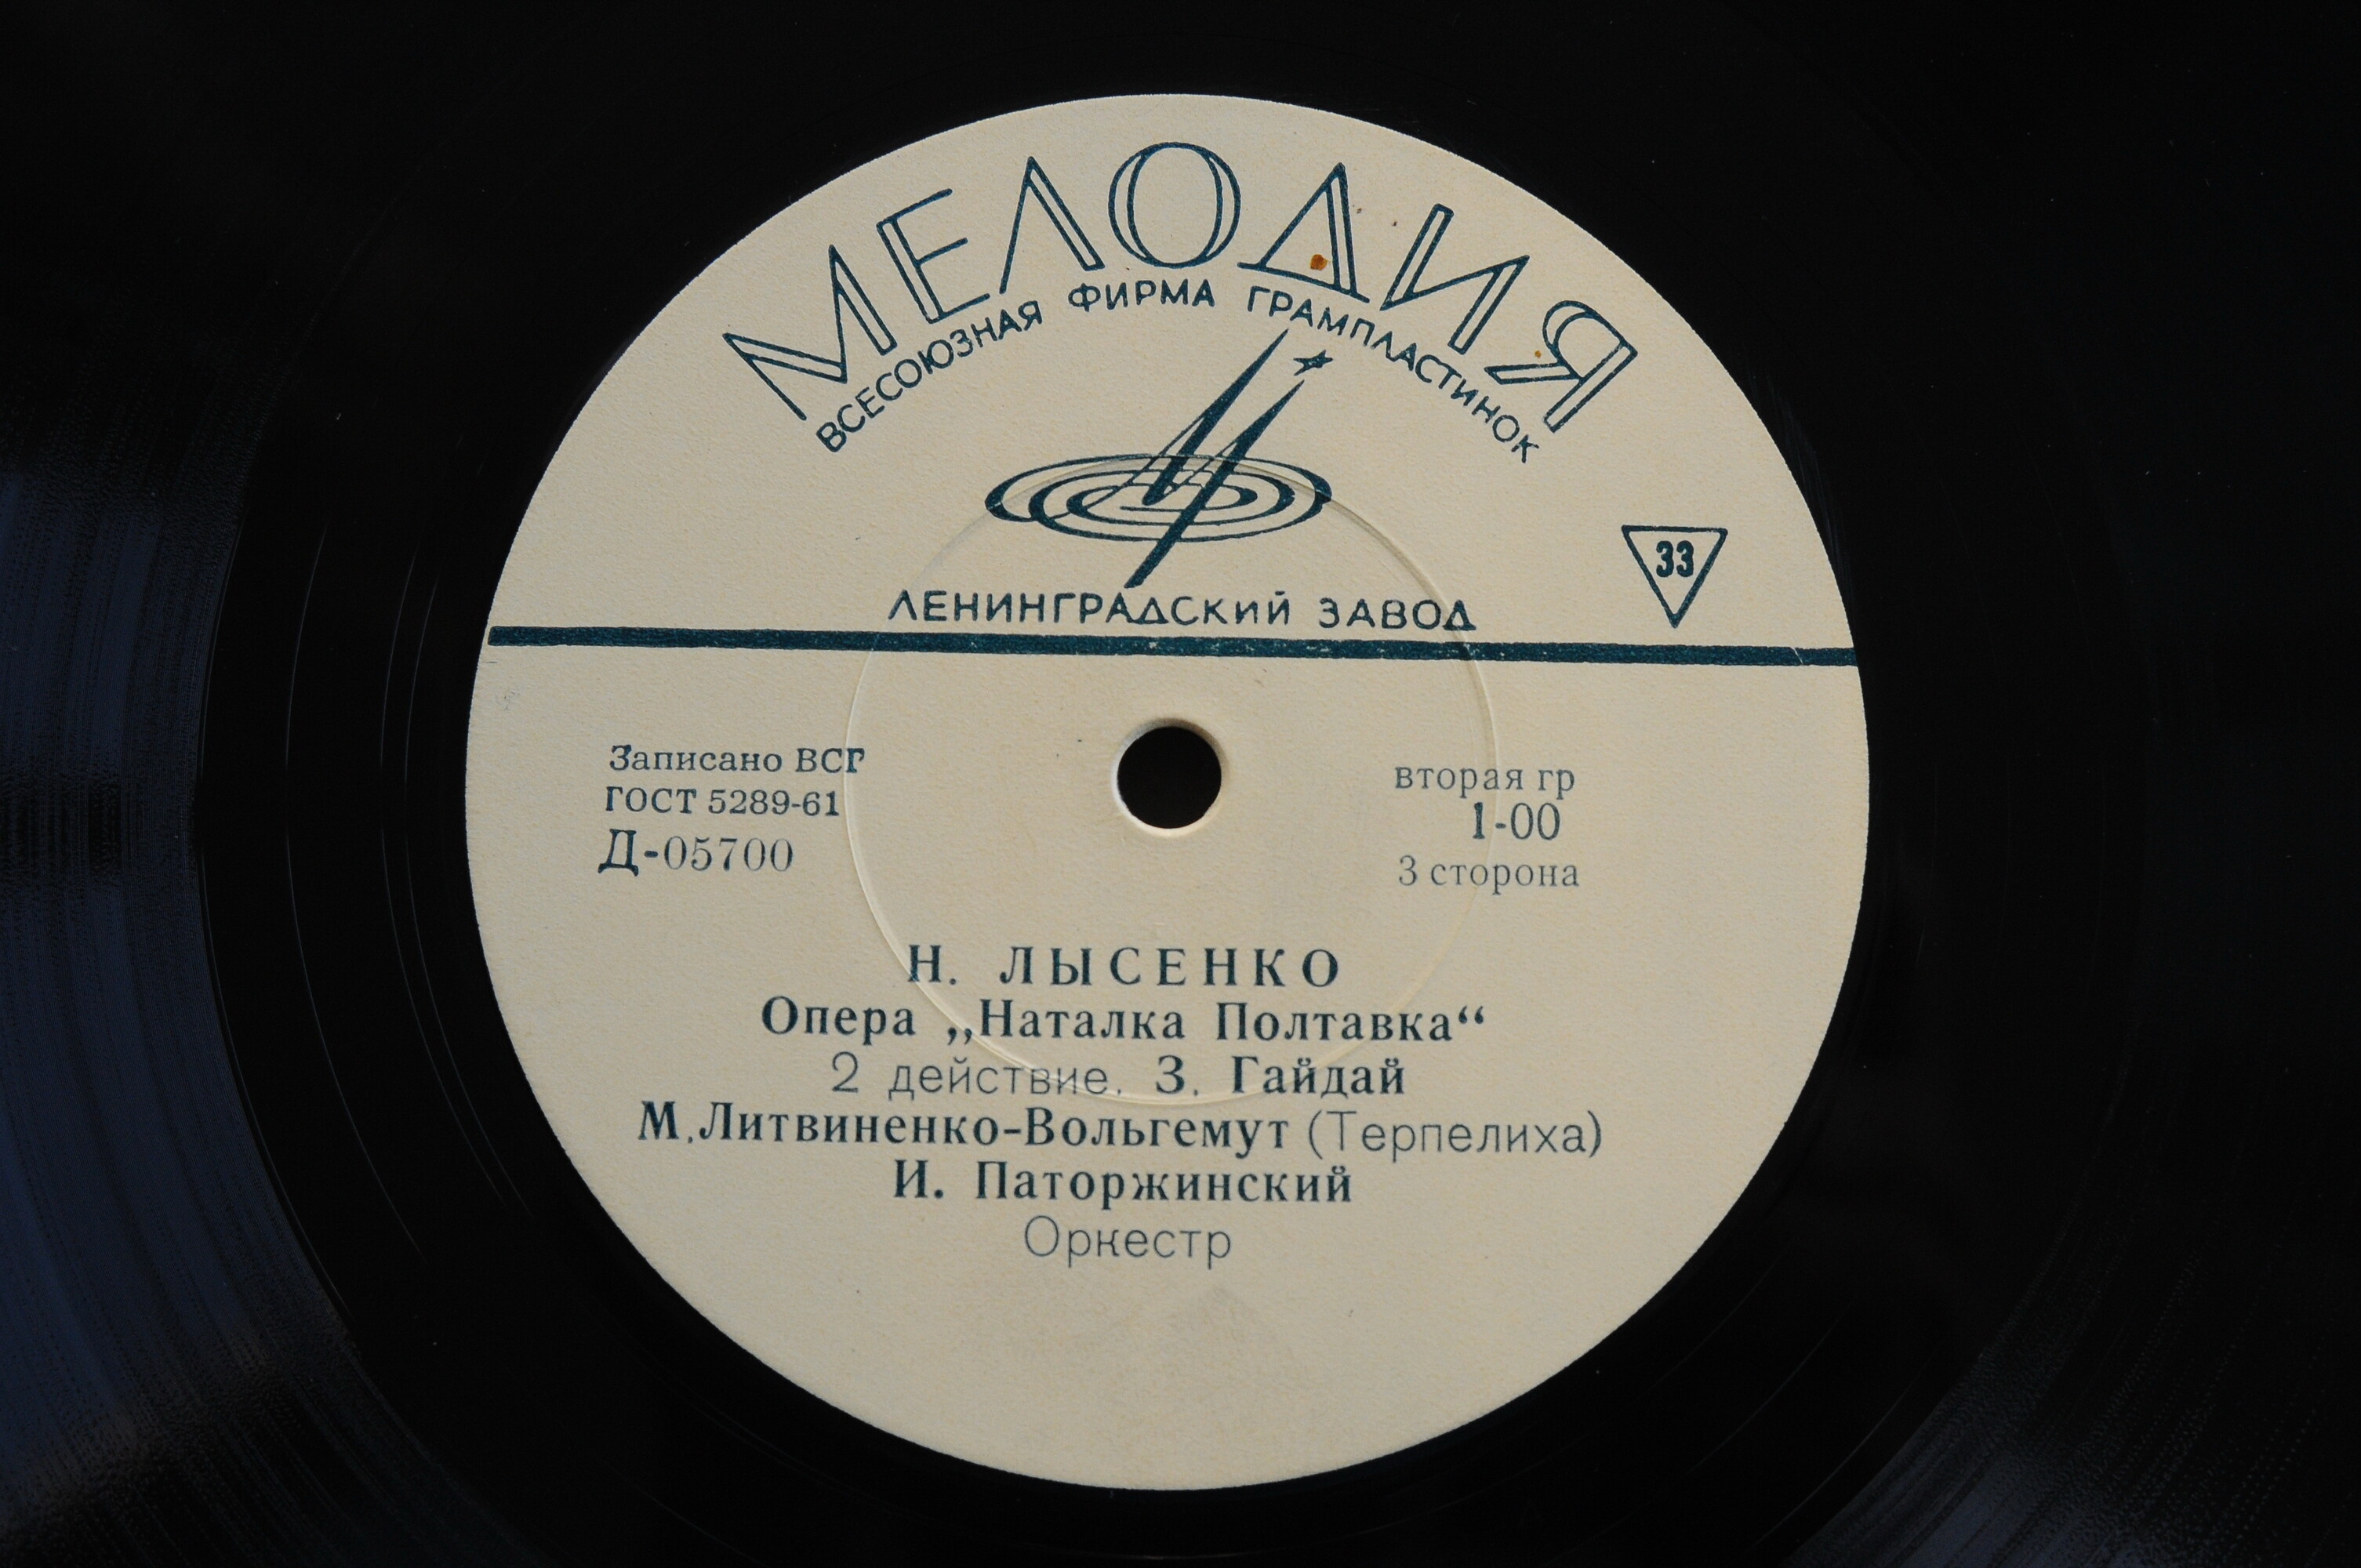 МЕЛОДИЯ
ВСЕСОЮЗНАЯ ФИРМА ГРАМПЛАСТИНОК
33
ЛЕНИНГРАДСКИЙ ЗАВОД
Записано ВСГ
ГОСТ 5289-61
Д-05700
вторая гр
1-00
3 сторона
Н. ЛЫСЕНКО
Опера „Наталка Полтавка“
2 действие. З. Гайдай
М.Литвиненко-Вольгемут (Терпелиха)
И. Паторжинский
Оркестр